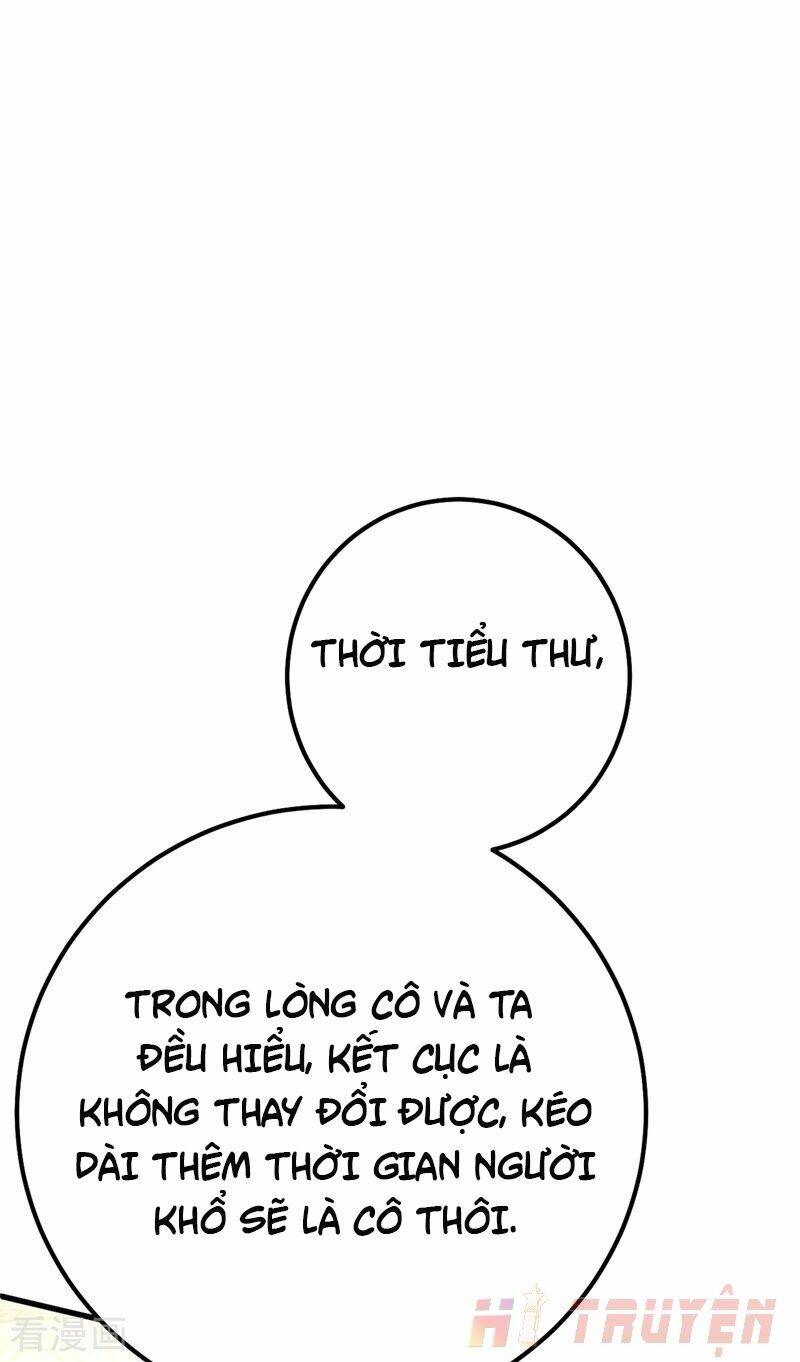 THỜI TIỂU THƯ,
TRONG LÒNG CÔ VÀ TA
ĐỀU HIỂU, KẾT CỤC LÀ
KHÔNG THAY ĐỔI ĐƯỢC, KÉO
DÀI THÊM THỜI GIAN NGƯỜI
KHỔ SẼ LÀ CÔ THÔI.
HI TRUYỆN
看漫画